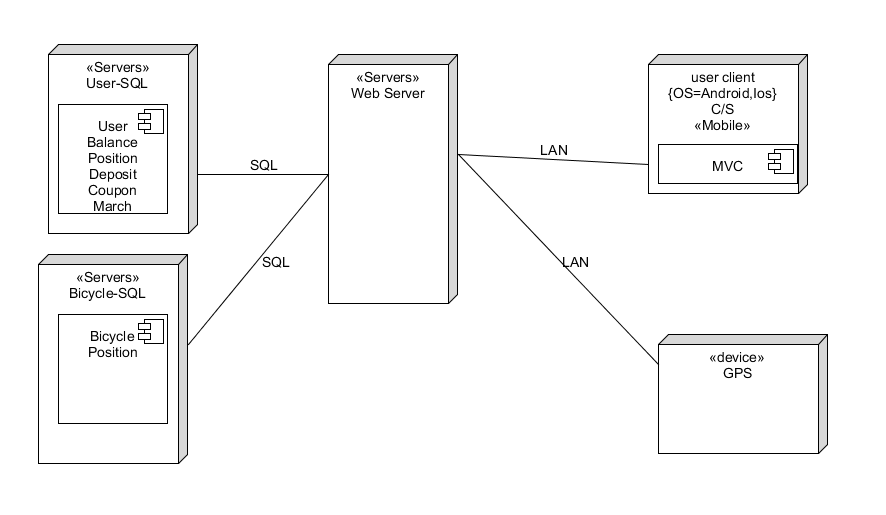 «Servers»
User-SQL
User
Balance
Position
Deposit
Coupon
March
«Servers»
Bicycle-SQL
Bicycle
Position
SQL
SQL
«Servers»
Web Server
LAN
LAN
user client
{OS=Android,Ios}
C/S
«Mobile»
MVC
«device»
GPS